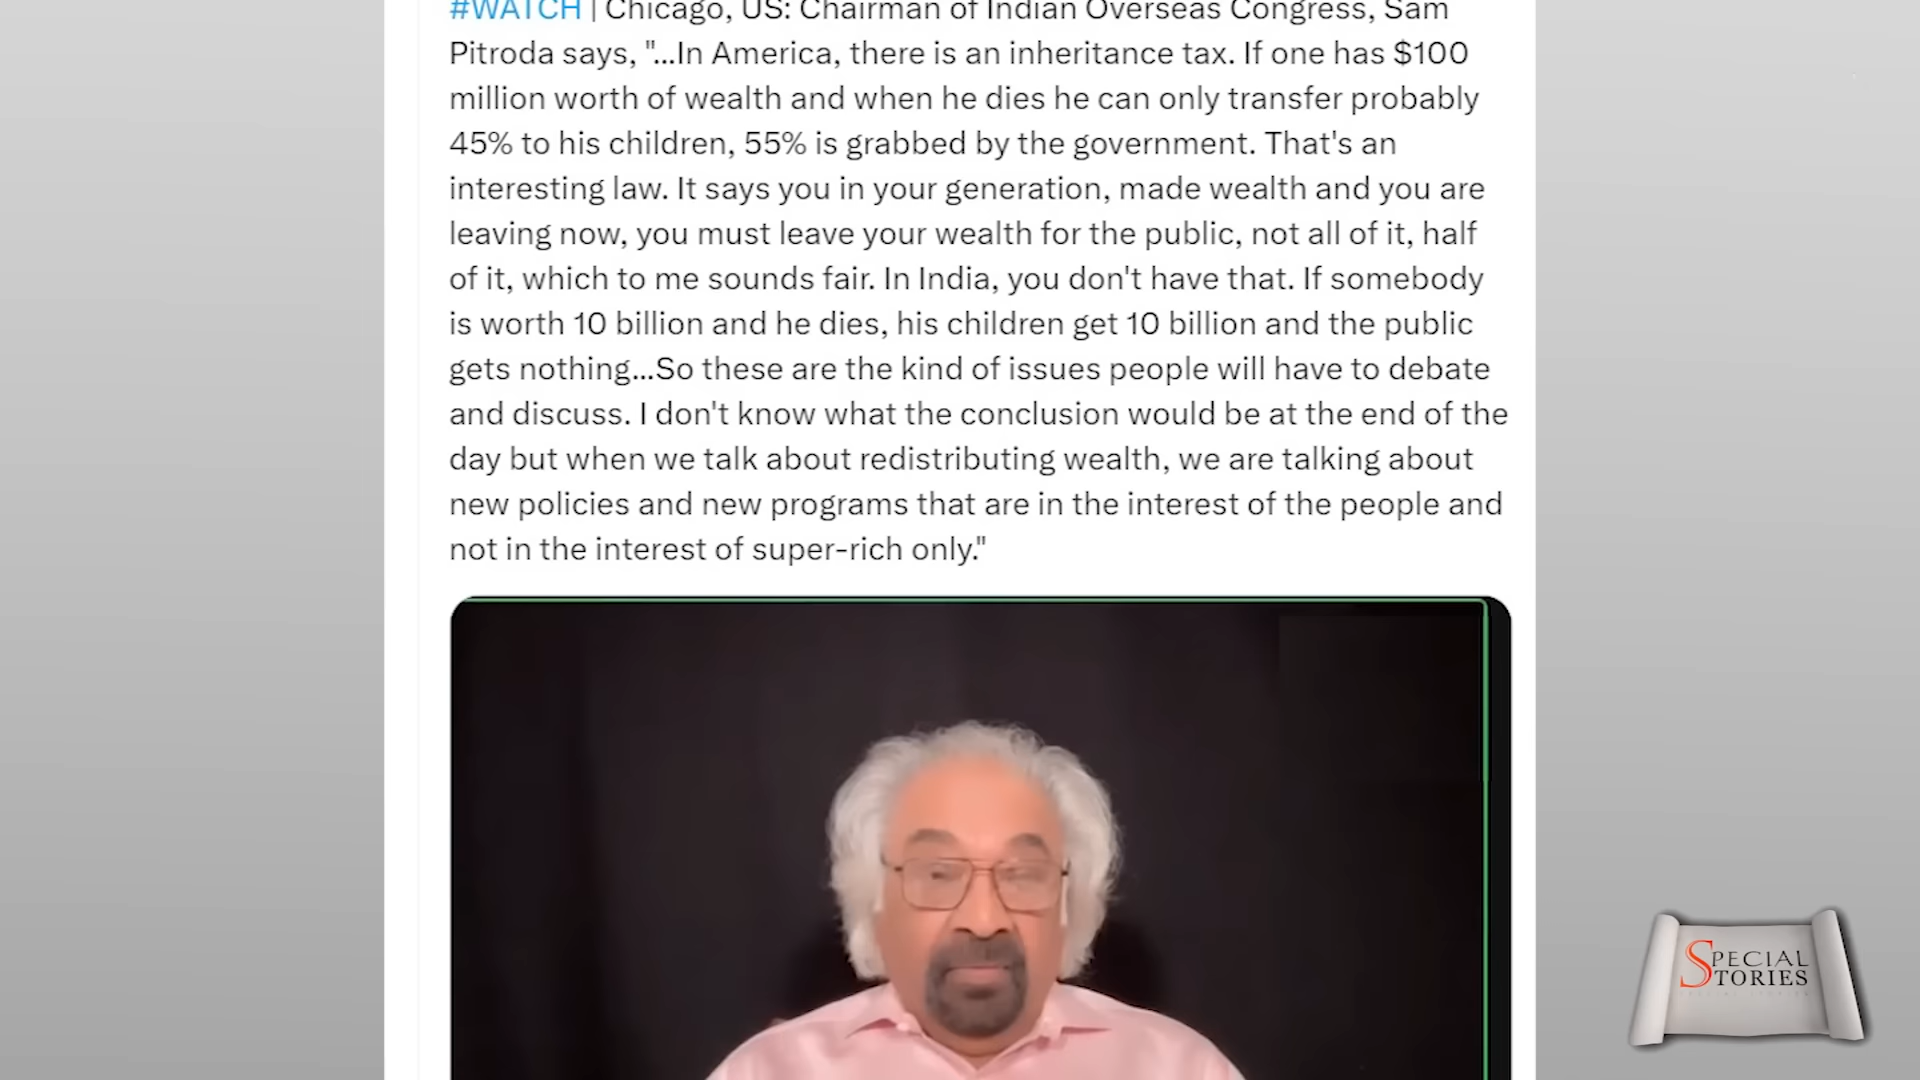 #WATCH | Chicago, US: Chairman of Indian Overseas Congress, Sam
Pitroda says, "...In America, there is an inheritance tax. If one has $100
million worth of wealth and when he dies he can only transfer probably
45% to his children, 55% is grabbed by the government. That's an
interesting law. It says you in your generation, made wealth and you are
leaving now, you must leave your wealth for the public, not all of it, half
of it, which to me sounds fair. In India, you don't have that. If somebody
is worth 10 billion and he dies, his children get 10 billion and the public
gets nothing...So these are the kind of issues people will have to debate
and discuss. I don't know what the conclusion would be at the end of the
day but when we talk about redistributing wealth, we are talking about
new policies and new programs that are in the interest of the people and
not in the interest of super-rich only."
SPECIAL
STORIES